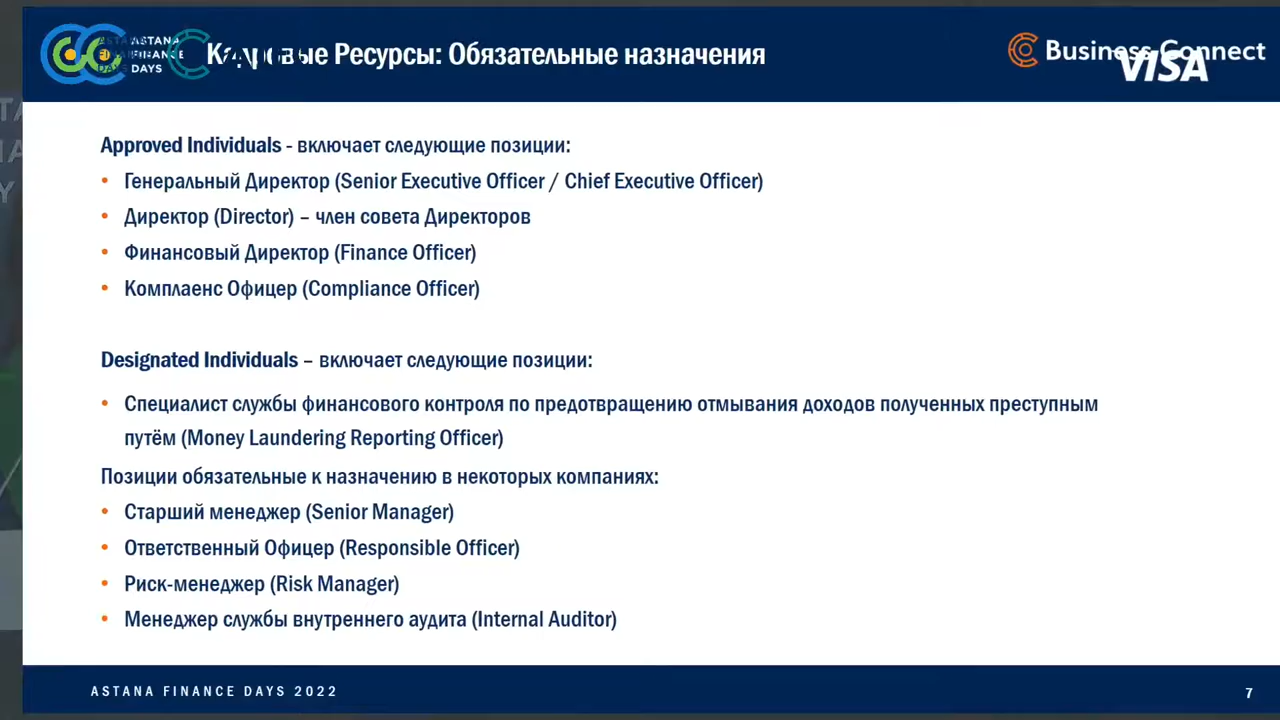 ASTANA
FINANCE
DAYS
Кадровые Ресурсы: Обязательные назначения
Business Connect
VISA
Approved Individuals - включает следующие позиции:
• Генеральный Директор (Senior Executive Officer / Chief Executive Officer)
• Директор (Director) – член совета Директоров
• Финансовый Директор (Finance Officer)
• Комплаенс Офицер (Compliance Officer)
Designated Individuals – включает следующие позиции:
• Специалист службы финансового контроля по предотвращению отмывания доходов полученных преступным
путём (Money Laundering Reporting Officer)
Позиции обязательные к назначению в некоторых компаниях:
• Старший менеджер (Senior Manager)
• Ответственный Офицер (Responsible Officer)
• Риск-менеджер (Risk Manager)
• Менеджер службы внутреннего аудита (Internal Auditor)
ASTANA FINANCE DAYS 2022
7